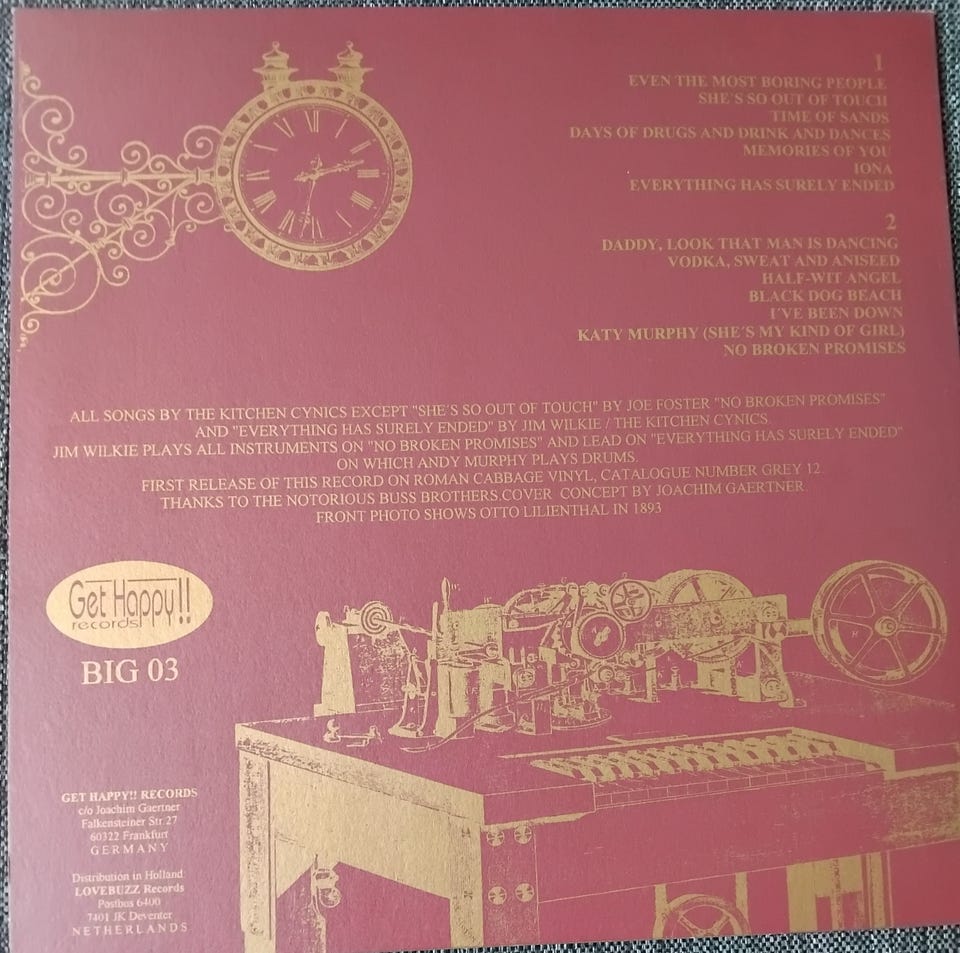 1
EVEN THE MOST BORING PEOPLE
SHE´S SO OUT OF TOUCH
TIME OF SANDS
DAYS OF DRUGS AND DRINK AND DANCES
MEMORIES OF YOU
IONA
EVERYTHING HAS SURELY ENDED
2
DADDY, LOOK THAT MAN IS DANCING
VODKA, SWEAT AND ANISEED
HALF-WIT ANGEL
BLACK DOG BEACH
I´VE BEEN DOWN
KATY MURPHY (SHE´S MY KIND OF GIRL)
NO BROKEN PROMISES
ALL SONGS BY THE KITCHEN CYNICS EXCEPT "SHE´S SO OUT OF TOUCH" BY JOE FOSTER "NO BROKEN PROMISES"
AND "EVERYTHING HAS SURELY ENDED" BY JIM WILKIE / THE KITCHEN CYNICS.
JIM WILKIE PLAYS ALL INSTRUMENTS ON "NO BROKEN PROMISES" AND LEAD ON "EVERYTHING HAS SURELY ENDED"
ON WHICH ANDY MURPHY PLAYS DRUMS.
FIRST RELEASE OF THIS RECORD ON ROMAN CABBAGE VINYL, CATALOGUE NUMBER GREY 12.
THANKS TO THE NOTORIOUS BUSS BROTHERS.COVER CONCEPT BY JOACHIM GAERTNER.
FRONT PHOTO SHOWS OTTO LILIENTHAL IN 1893
Get Happy!!
records
BIG 03
GET HAPPY!! RECORDS
c/o Joachim Gaertner
Falkensteiner Str.27
60322 Frankfurt
GERMANY
Distribution in Holland
LOVEBUZZ Records
Postbus 6400
7401 JK Deventer
NETHERLANDS